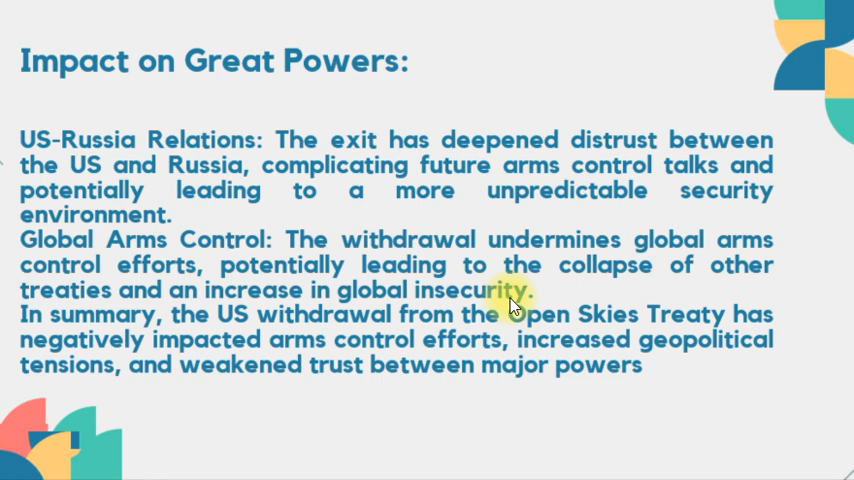 Impact on Great Powers:
US-Russia Relations: The exit has deepened distrust between
the US and Russia, complicating future arms control talks and
potentially leading to a more unpredictable security
environment.
Global Arms Control: The withdrawal undermines global arms
control efforts, potentially leading to the collapse of other
treaties and an increase in global insecurity.
In summary, the US withdrawal from the Open Skies Treaty has
negatively impacted arms control efforts, increased geopolitical
tensions, and weakened trust between major powers